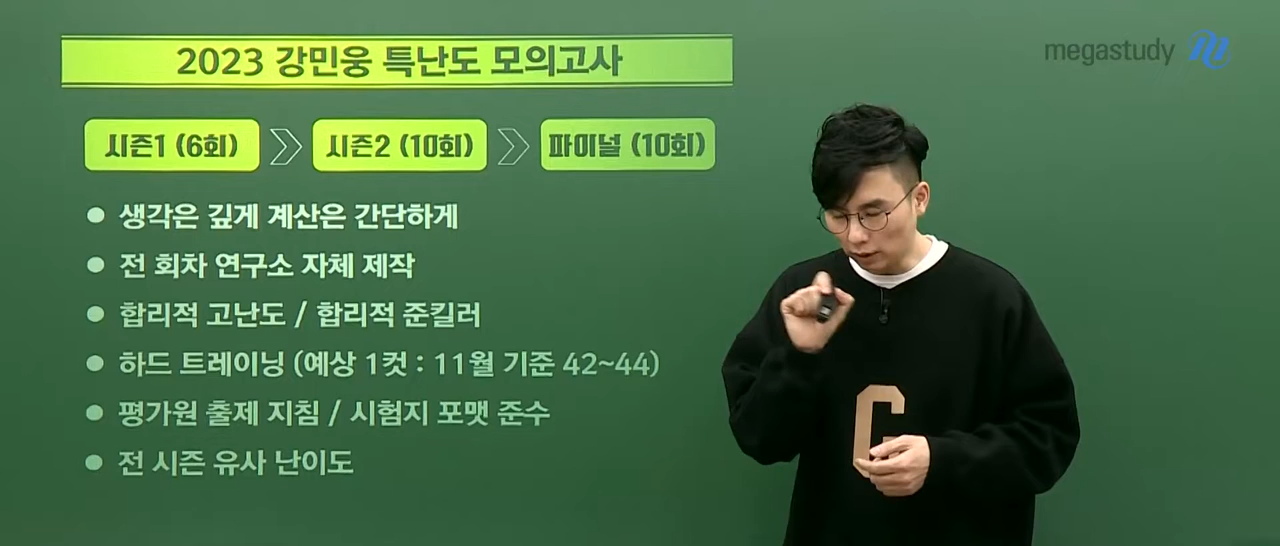 2023 강민웅 특난도 모의고사
megastudy
시즌1 (6회)
시즌2 (10회)
파이널 (10회)
● 생각은 깊게 계산은 간단하게
● 전 회차 연구소 자체 제작
● 합리적 고난도 / 합리적 준킬러
● 하드 트레이닝 (예상 1컷 : 11월 기준 42~44)
● 평가원 출제 지침 / 시험지 포맷 준수
● 전 시즌 유사 난이도
G